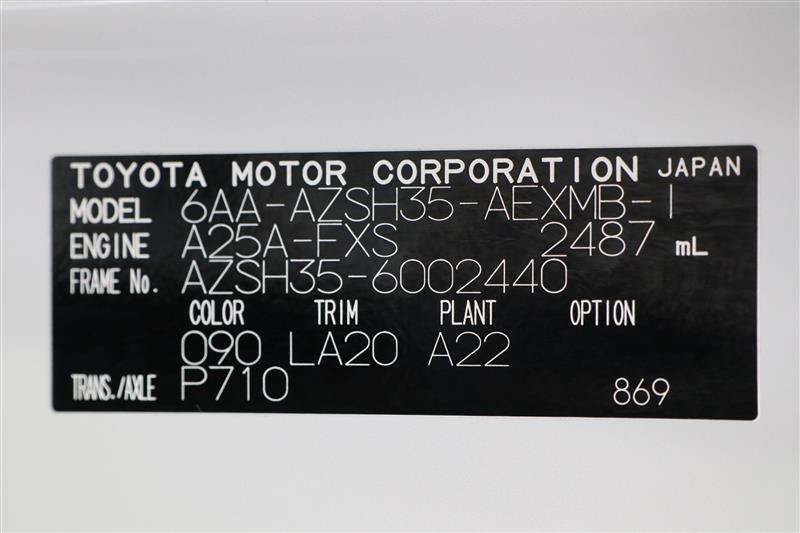 TOYOTA MOTOR CORPORATION JAPAN
MODEL 6AA-AZSH35-AEXMB-I
ENGINE A25A-FXS 2487 mL
FRAME No. AZSH35-6002440
COLOR TRIM PLANT OPTION
090 LA20 A22
TRANS./AXLE P710 869